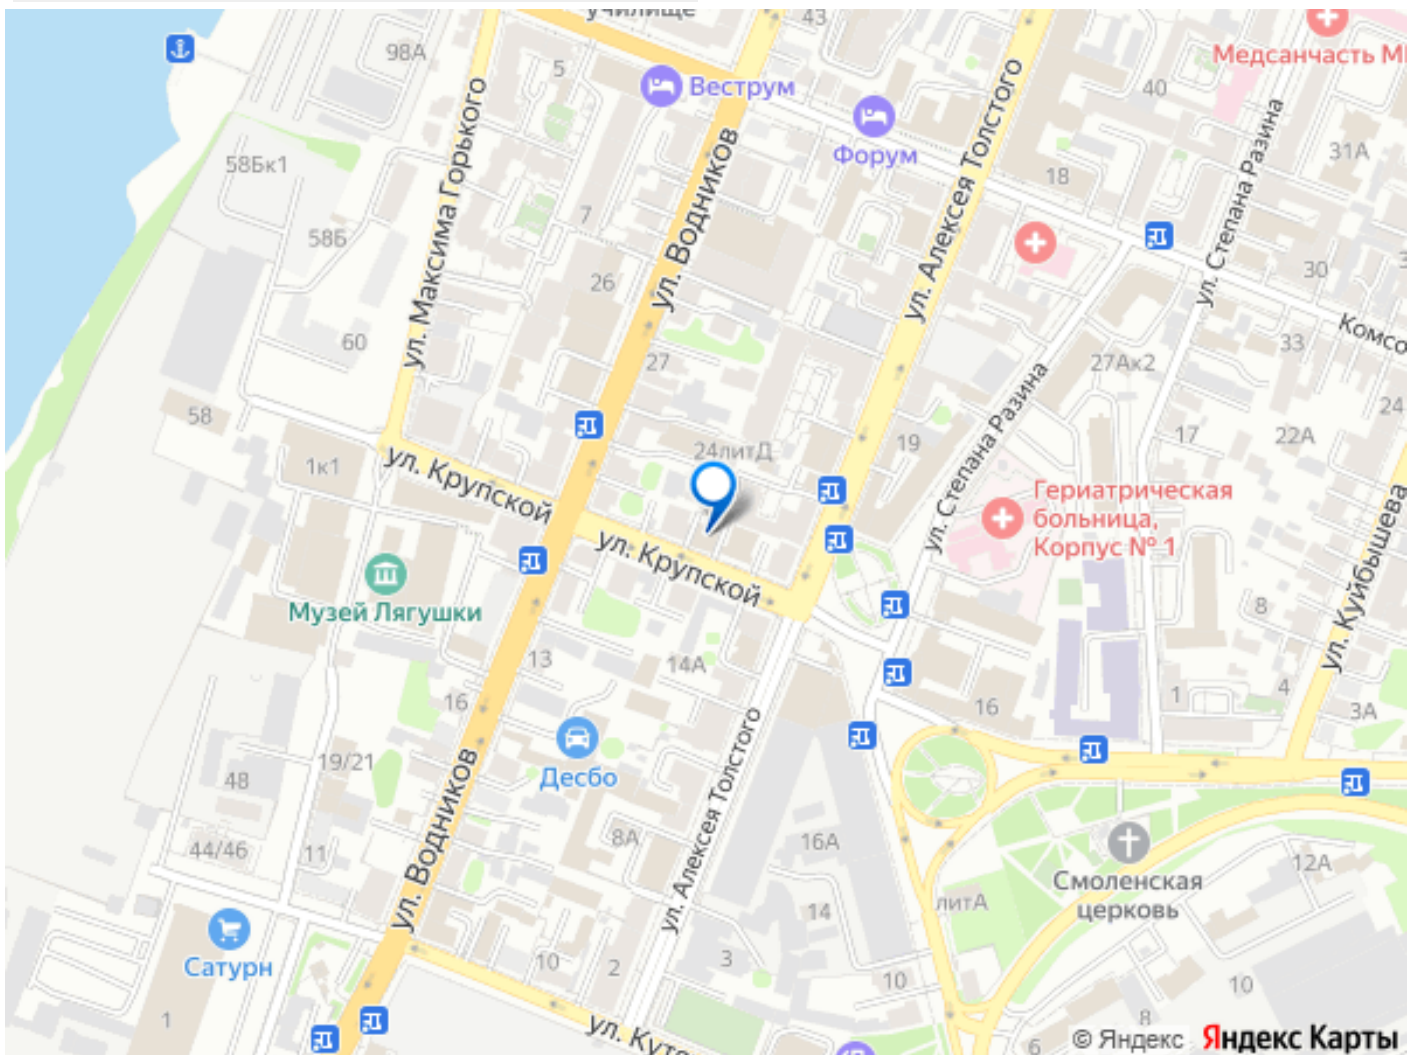 училище
43
Медсанчасть М
98А
5
Веструм
40
Форум
31А
18
58Бк1
ул. Максима Горького
ул. Водников
ул. Алексея Толстого
ул. Степана Разина
7
58Б
26
30
3
60
27
33
Комсо
27Ак2
58
24
24литД
19
17
22А
ул. Степана Разина
1к1
ул. Крупской
Гериатрическая
больница,
Корпус № 1
ул. Крупской
ул. Куйбышева
Музей Лягушки
8
13
14А
16
16
1
4
3А
Десбо
19/21
48
ул. Водников
ул. Алексея Толстого
8А
16А
44/46
11
12А
Смоленская
церковь
литА
14
Сатурн
10
2
3
10
10
1
ул. Куто
8
6
© Яндекс Яндекс Карты